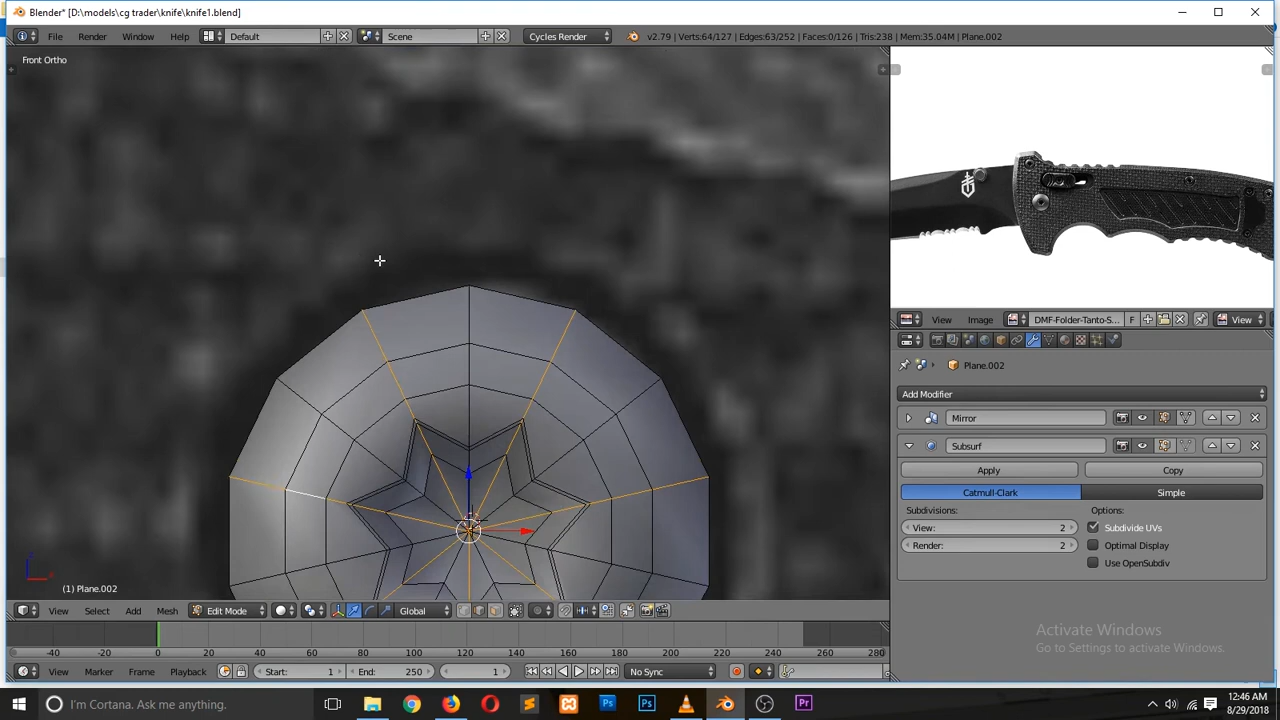 Blender* [D:\models\cg trader\knife\knife1.blend]
File Render Window Help Default Scene Cycles Render v2.79 | Verts:64/127 | Edges:63/252 | Faces:0/126 | Tris:238 | Mem:35.04M | Plane.002
Front Ortho
View Image DMF-Folder-Tanto-S... F View
Plane.002
Add Modifier
Mirror
Subsurf
Apply Copy
Catmull-Clark Simple
Subdivisions: Options:
View: 2 Subdivide UVs
Render: 2 Optimal Display
Use OpenSubdiv
(1) Plane.002
View Select Add Mesh Edit Mode Global
-40 -20 0 20 40 60 80 100 120 140 160 180 200 220 240 260 280
View Marker Frame Playback Start: 1 End: 250 1 No Sync
Activate Windows
Go to Settings to activate Windows.
I'm Cortana. Ask me anything.
Ps Ps Pr
12:46 AM
8/29/2018